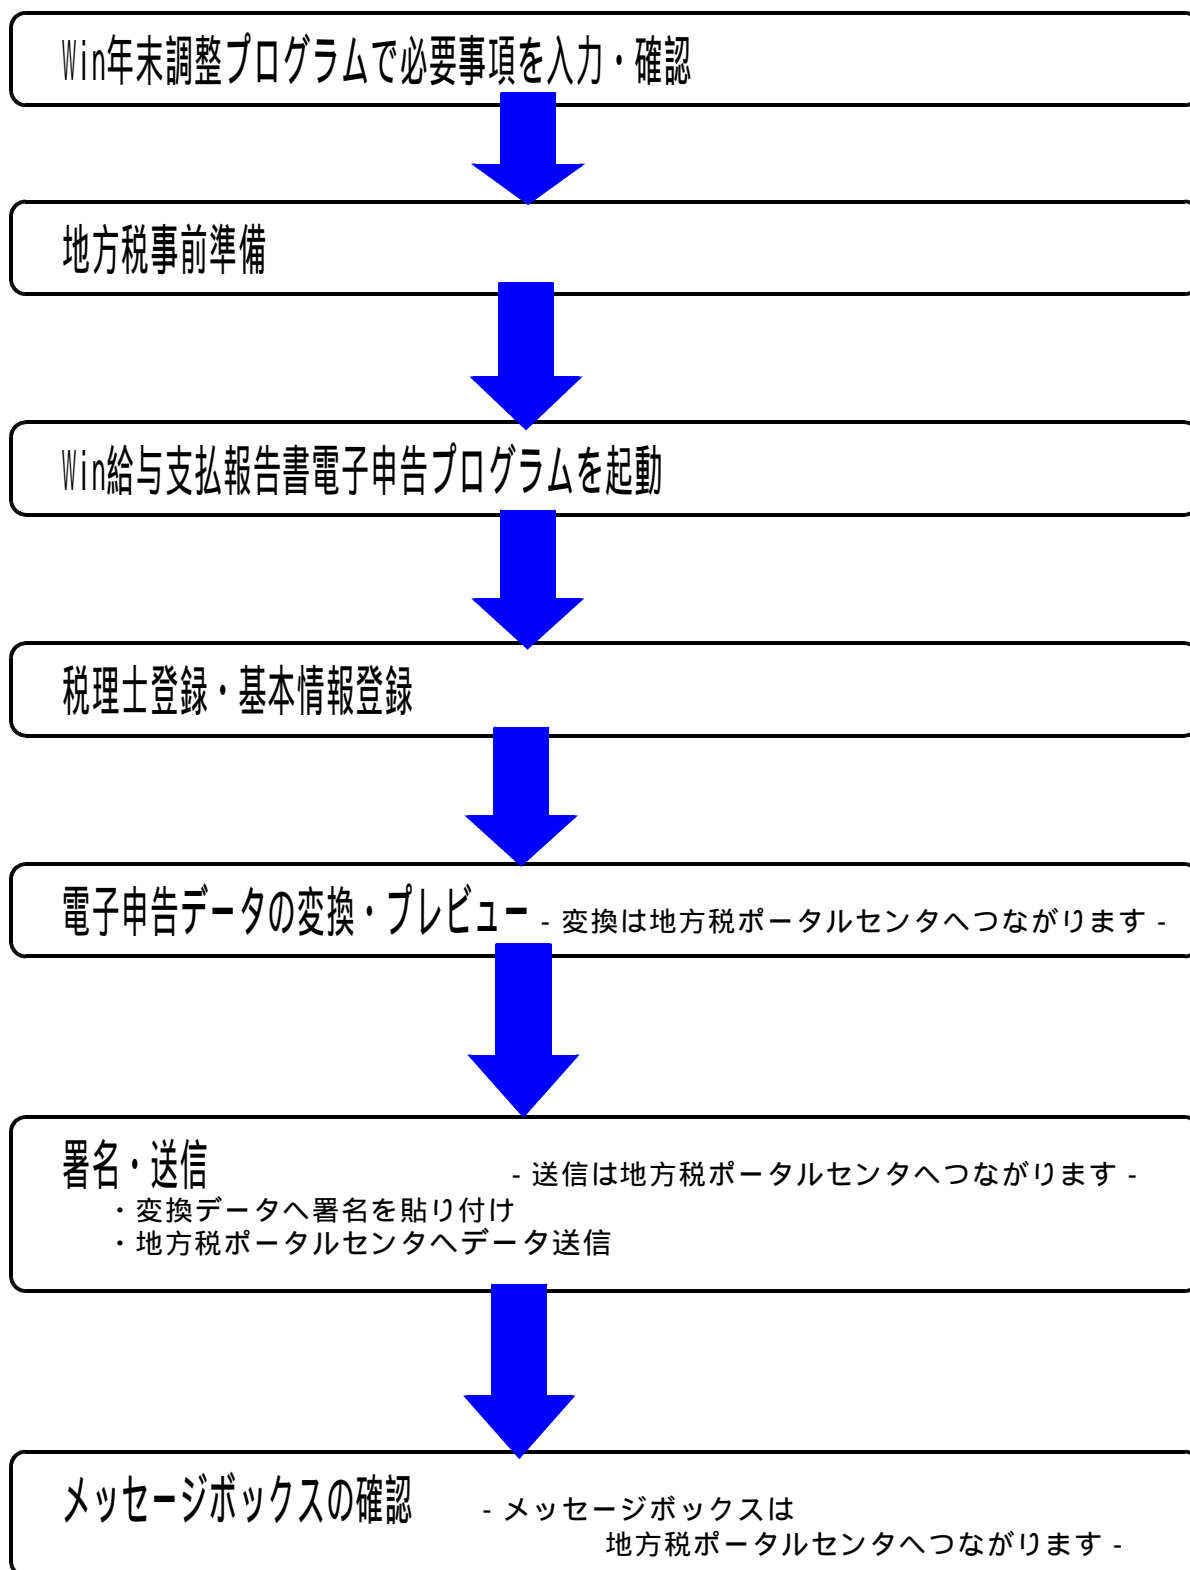 Win年末調整プログラムで必要事項を入力・確認
地方税事前準備
Win給与支払報告書電子申告プログラムを起動
税理士登録・基本情報登録
電子申告データの変換・プレビュー - 変換は地方税ポータルセンタへつながります -
署名・送信 - 送信は地方税ポータルセンタへつながります -
・変換データへ署名を貼り付け
・地方税ポータルセンタへデータ送信
メッセージボックスの確認 - メッセージボックスは
地方税ポータルセンタへつながります -